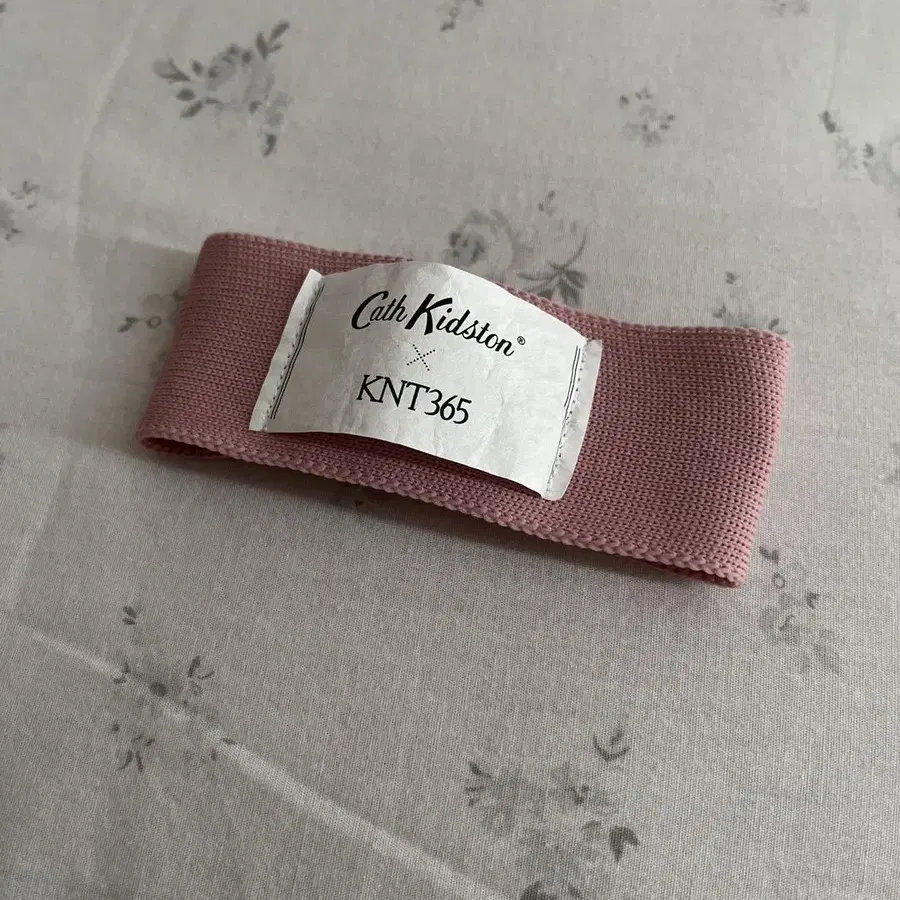 Cath Kidston®
×
KNT365